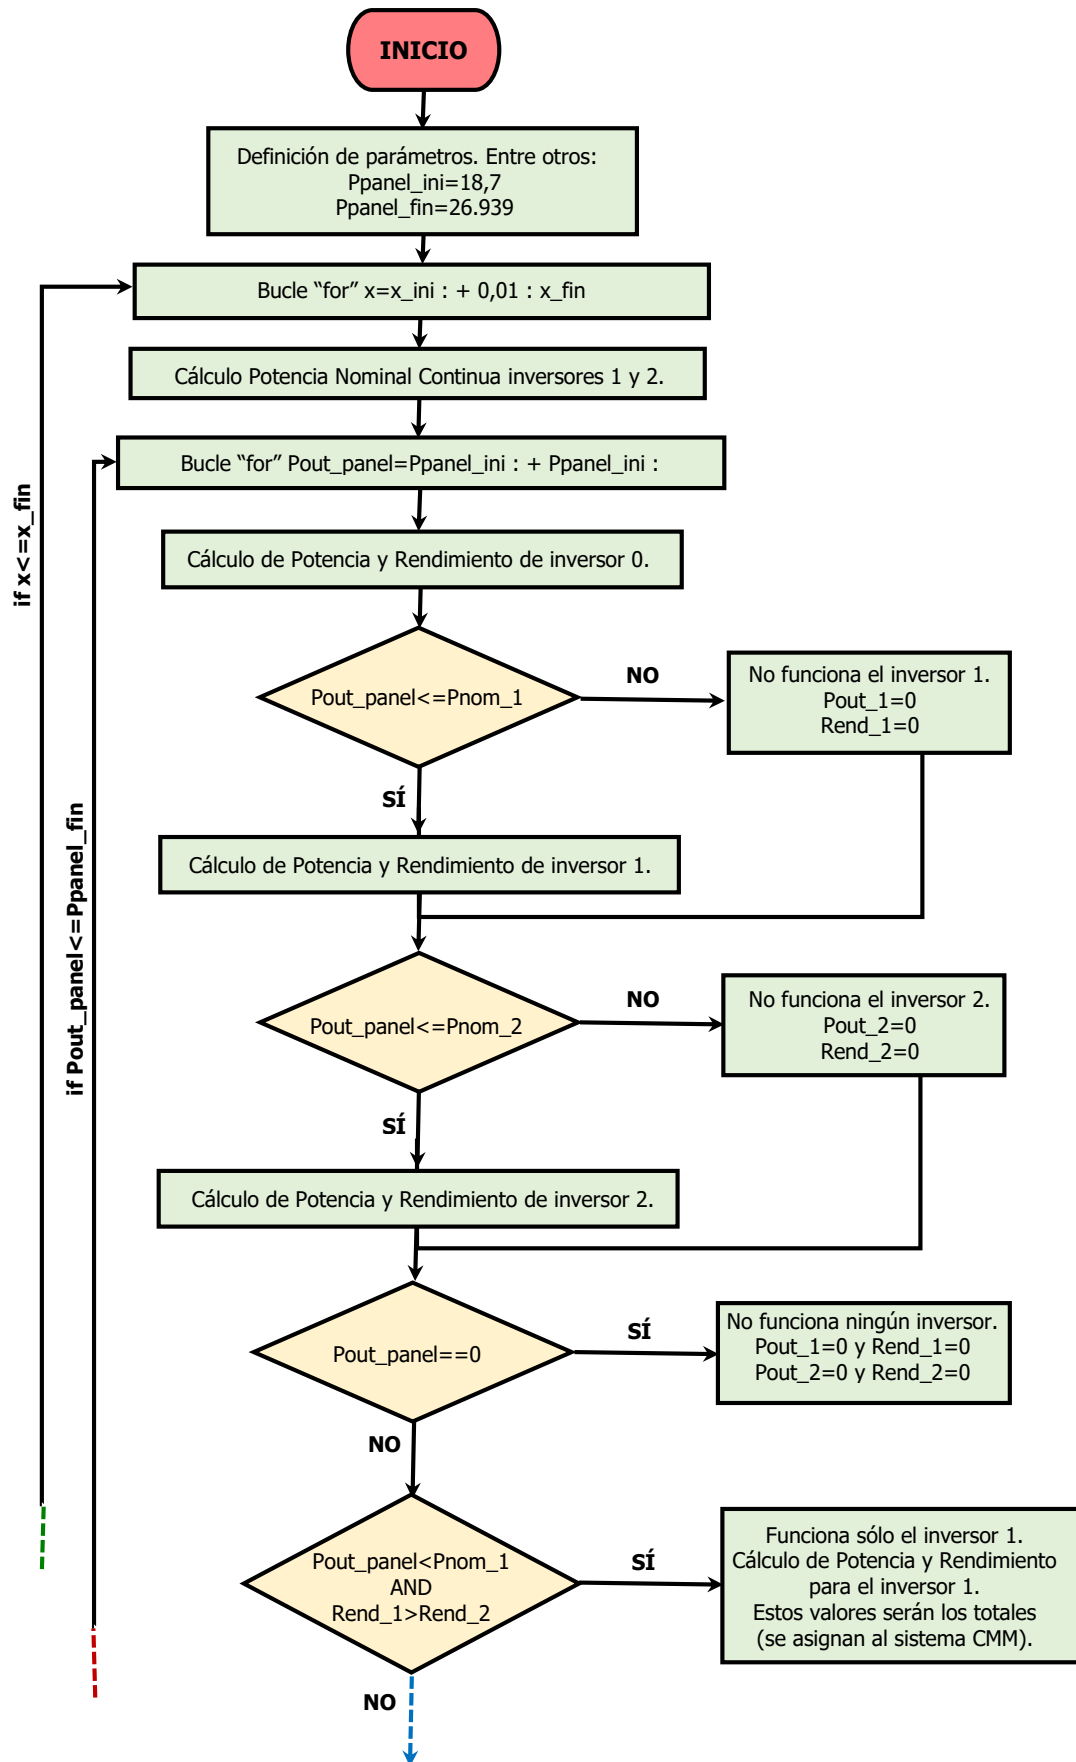 INICIO
Definición de parámetros. Entre otros:
Ppanel_ini=18,7
Ppanel_fin=26.939
Bucle “for” x=x_ini : + 0,01 : x_fin
Cálculo Potencia Nominal Continua inversores 1 y 2.
Bucle “for” Pout_panel=Ppanel_ini : + Ppanel_ini :
Cálculo de Potencia y Rendimiento de inversor 0.
if x<=x_fin
if Pout_panel<=Ppanel_fin
Pout_panel<=Pnom_1
NO
No funciona el inversor 1.
Pout_1=0
Rend_1=0
SÍ
Cálculo de Potencia y Rendimiento de inversor 1.
Pout_panel<=Pnom_2
NO
No funciona el inversor 2.
Pout_2=0
Rend_2=0
SÍ
Cálculo de Potencia y Rendimiento de inversor 2.
Pout_panel==0
SÍ
No funciona ningún inversor.
Pout_1=0 y Rend_1=0
Pout_2=0 y Rend_2=0
NO
Pout_panel<Pnom_1
AND
Rend_1>Rend_2
SÍ
Funciona sólo el inversor 1.
Cálculo de Potencia y Rendimiento
para el inversor 1.
Estos valores serán los totales
(se asignan al sistema CMM).
NO